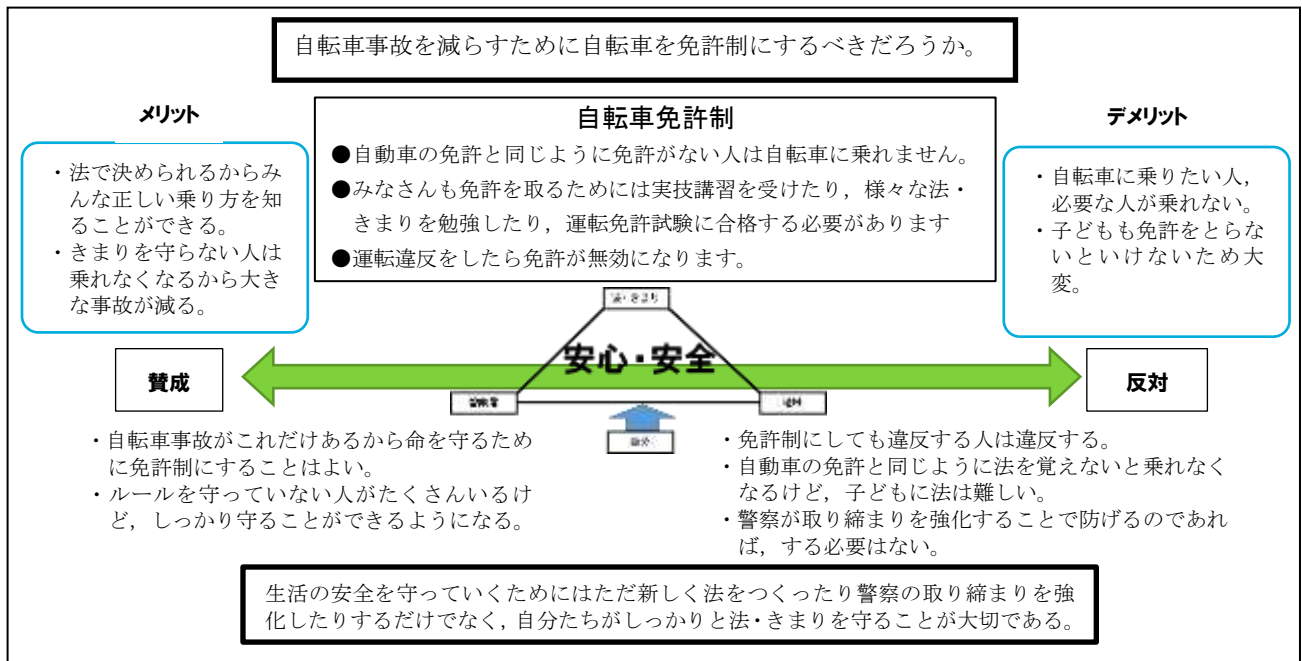 自転車事故を減らすために自転車を免許制にするべきだろうか。
メリット
・法で決められるからみ
んな正しい乗り方を知
ることができる。
・きまりを守らない人は
乗れなくなるから大き
な事故が減る。
自転車免許制
●自動車の免許と同じように免許がない人は自転車に乗れません。
●みなさんも免許を取るためには実技講習を受けたり，様々な法・
きまりを勉強したり，運転免許試験に合格する必要があります
●運転違反をしたら免許が無効になります。
デメリット
・自転車に乗りたい人，
必要な人が乗れない。
・子どもも免許をとらな
いといけないため大
変。
法・きまり
安心・安全
賛成
反対
・自転車事故がこれだけあるから命を守るため
に免許制にすることはよい。
・ルールを守っていない人がたくさんいるけ
ど，しっかり守ることができるようになる。
・免許制にしても違反する人は違反する。
・自動車の免許と同じように法を覚えないと乗れなく
なるけど，子どもに法は難しい。
・警察が取り締まりを強化することで防げるのであれ
ば，する必要はない。
生活の安全を守っていくためにはただ新しく法をつくったり警察の取り締まりを強
化したりするだけでなく，自分たちがしっかりと法・きまりを守ることが大切である。